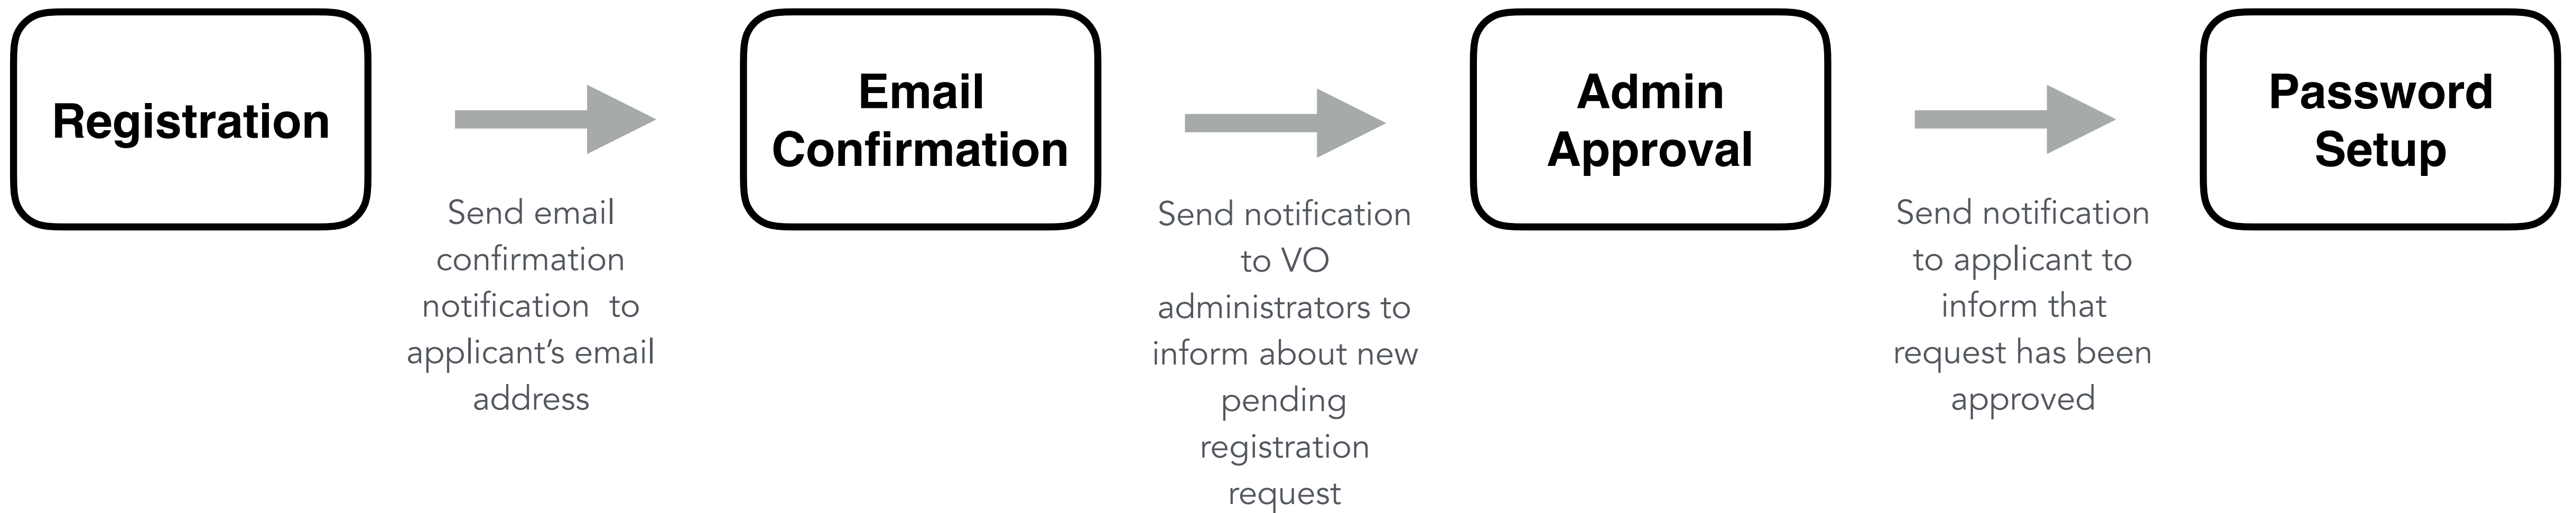 Registration
Send email
confirmation
notification  to
applicant’s email
address
Email
Confirmation
Send notification
to VO
administrators to
inform about new
pending
registration
request
Admin
Approval
Send notification
to applicant to
inform that
request has been
approved
Password
Setup